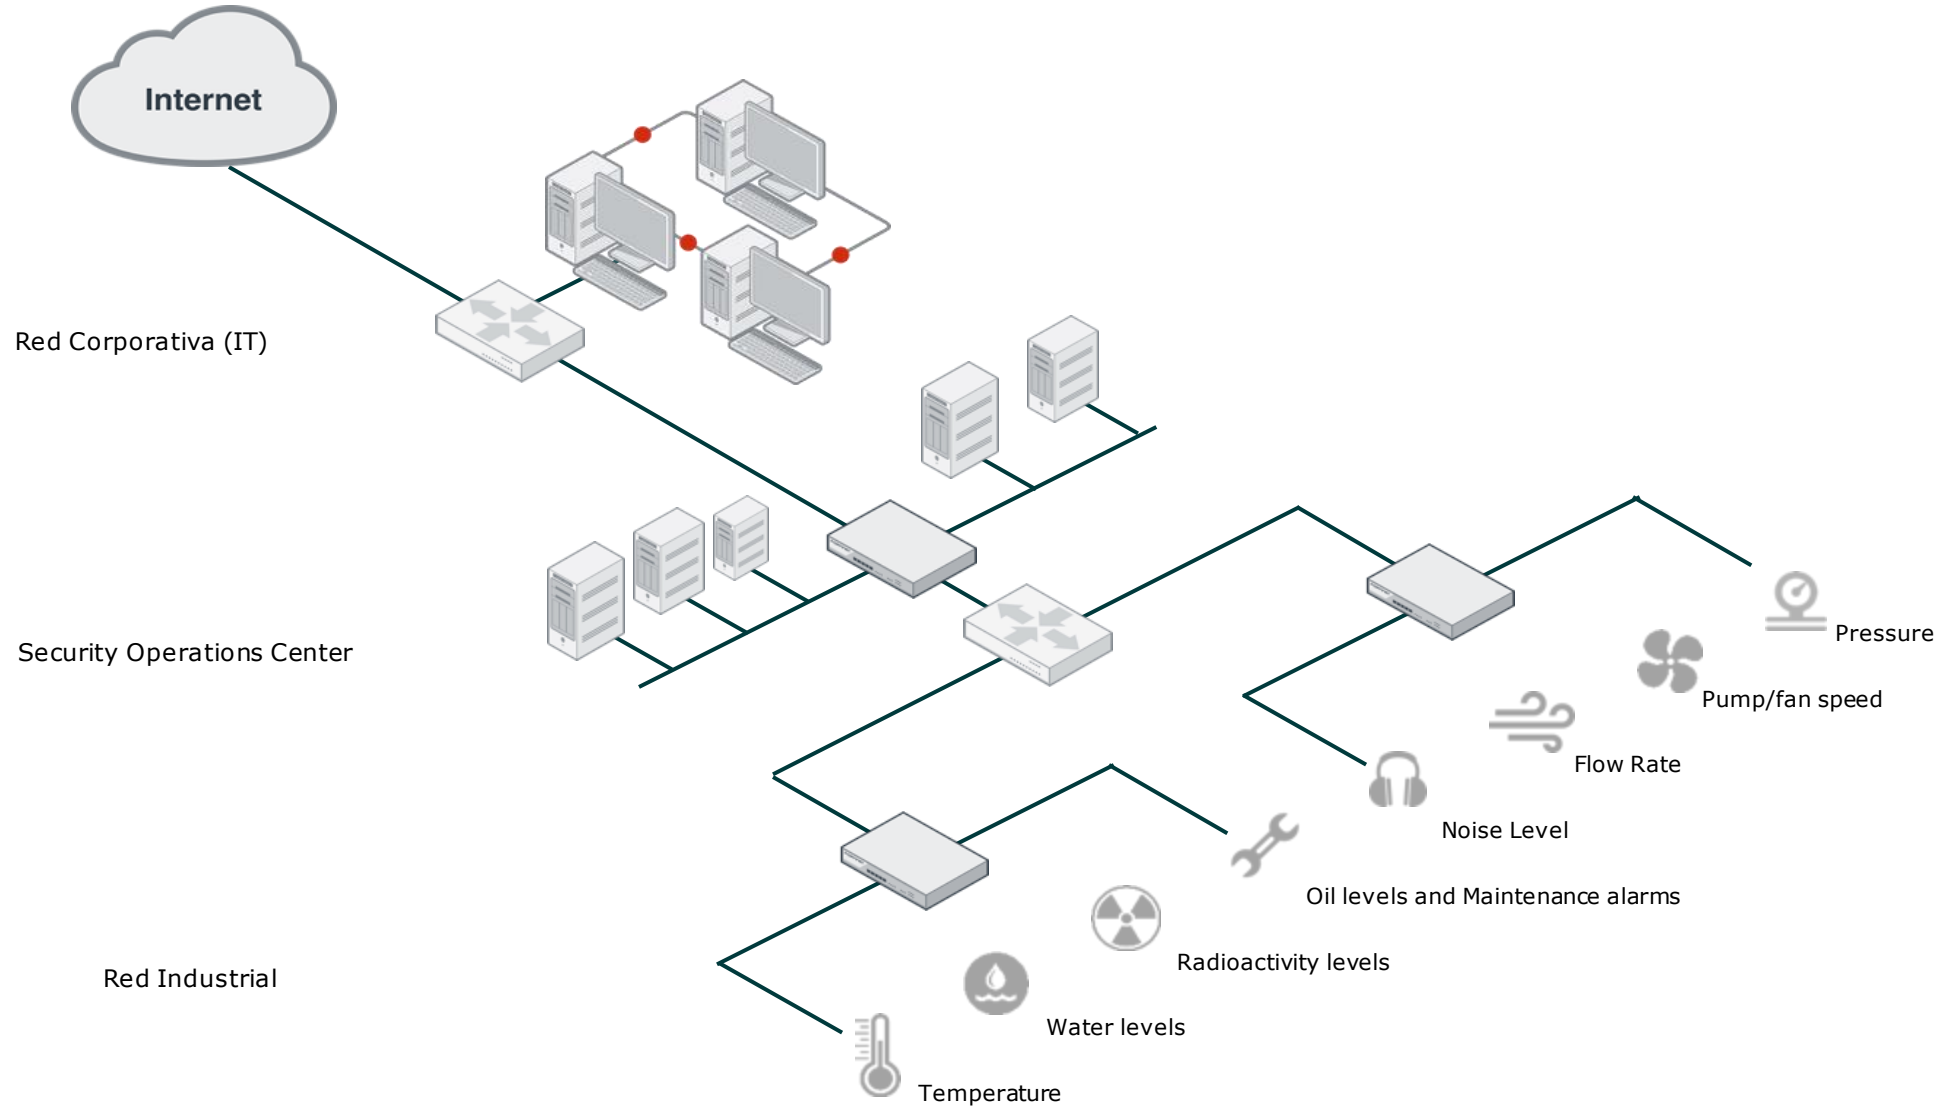 Internet
Red Corporativa (IT)
Security Operations Center
Pressure
Pump/fan speed
Flow Rate
Noise Level
Oil levels and Maintenance alarms
Radioactivity levels
Red Industrial
Water levels
Temperature